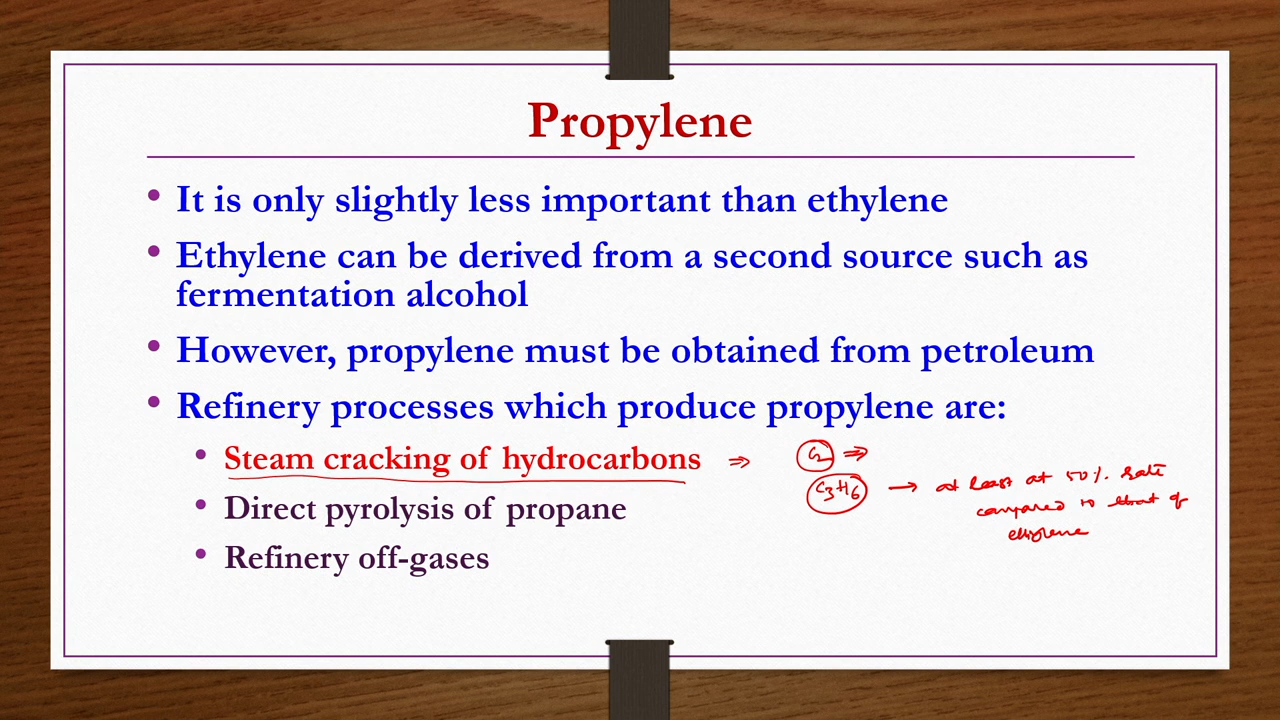 Propylene
• It is only slightly less important than ethylene
• Ethylene can be derived from a second source such as
fermentation alcohol
• However, propylene must be obtained from petroleum
• Refinery processes which produce propylene are:
• Steam cracking of hydrocarbons ⇒ C2 ⇒
C3H6 → at least at 50% rate
compared to that of
ethylene
• Direct pyrolysis of propane
• Refinery off-gases